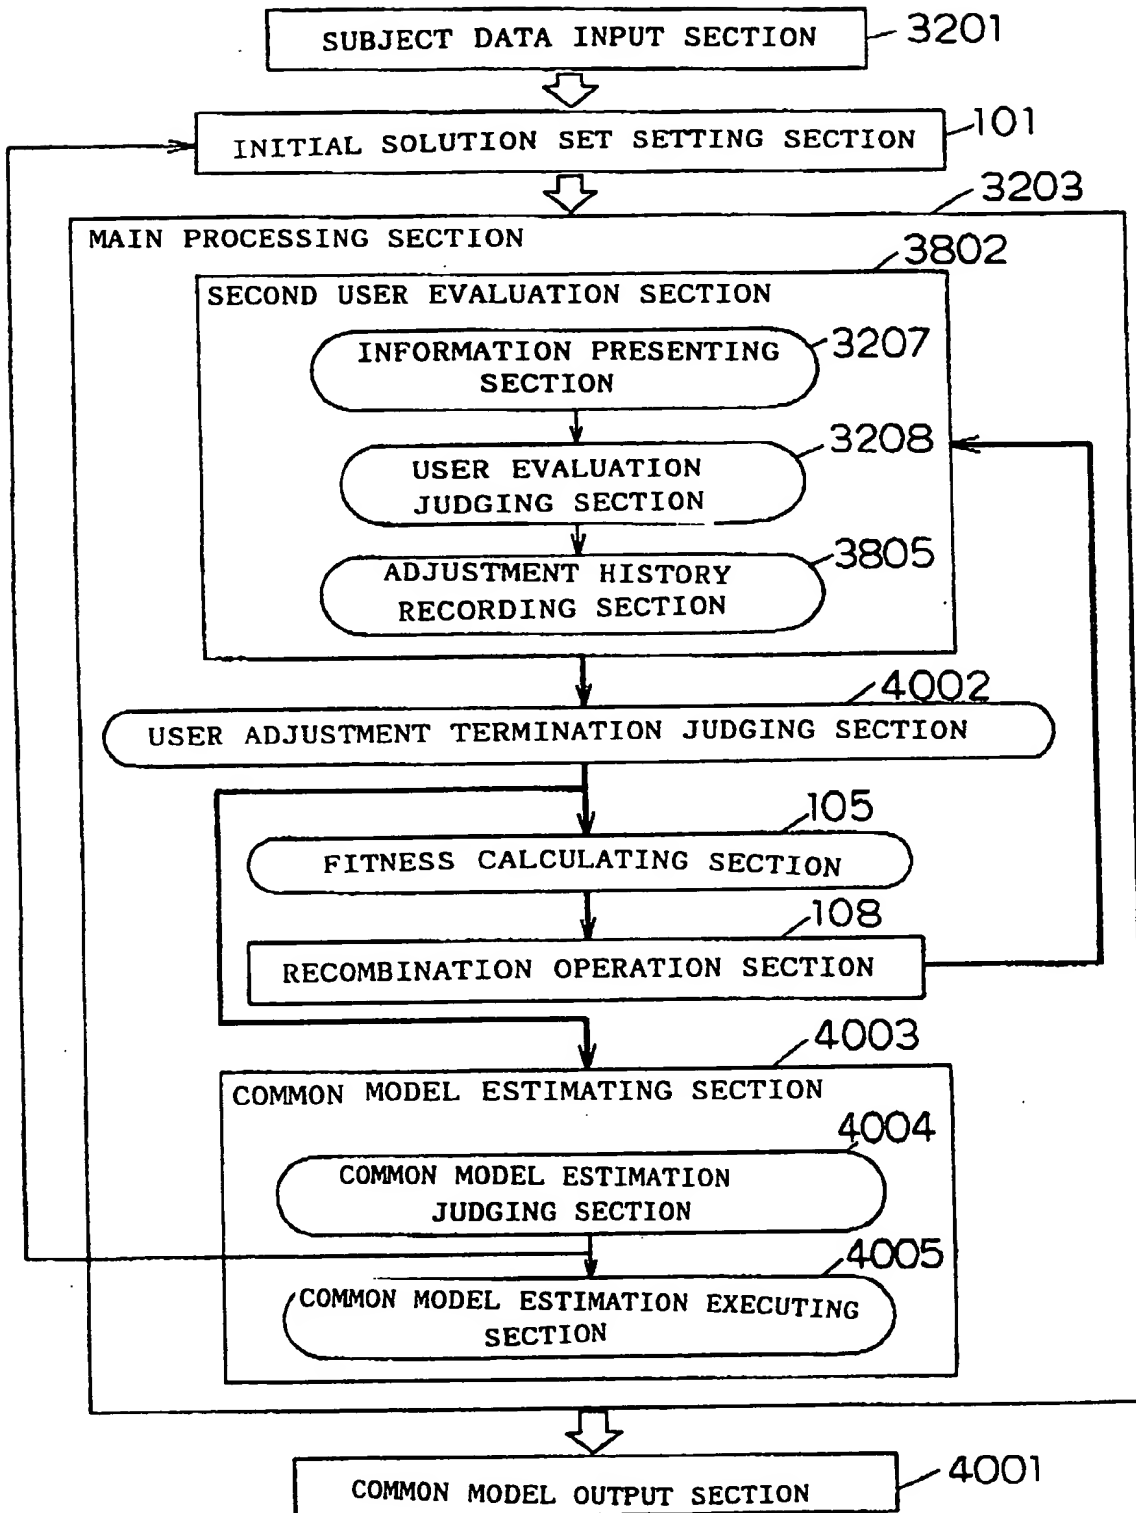 SUBJECT DATA INPUT SECTION
3201
INITIAL SOLUTION SET SETTING SECTION
101
3203
MAIN PROCESSING SECTION
3802
SECOND USER EVALUATION SECTION
INFORMATION PRESENTING
SECTION
3207
USER EVALUATION
JUDGING SECTION
3208
ADJUSTMENT HISTORY
RECORDING SECTION
3805
4002
USER ADJUSTMENT TERMINATION JUDGING SECTION
105
FITNESS CALCULATING SECTION
108
RECOMBINATION OPERATION SECTION
4003
COMMON MODEL ESTIMATING SECTION
4004
COMMON MODEL ESTIMATION
JUDGING SECTION
4005
COMMON MODEL ESTIMATION EXECUTING
SECTION
COMMON MODEL OUTPUT SECTION
4001